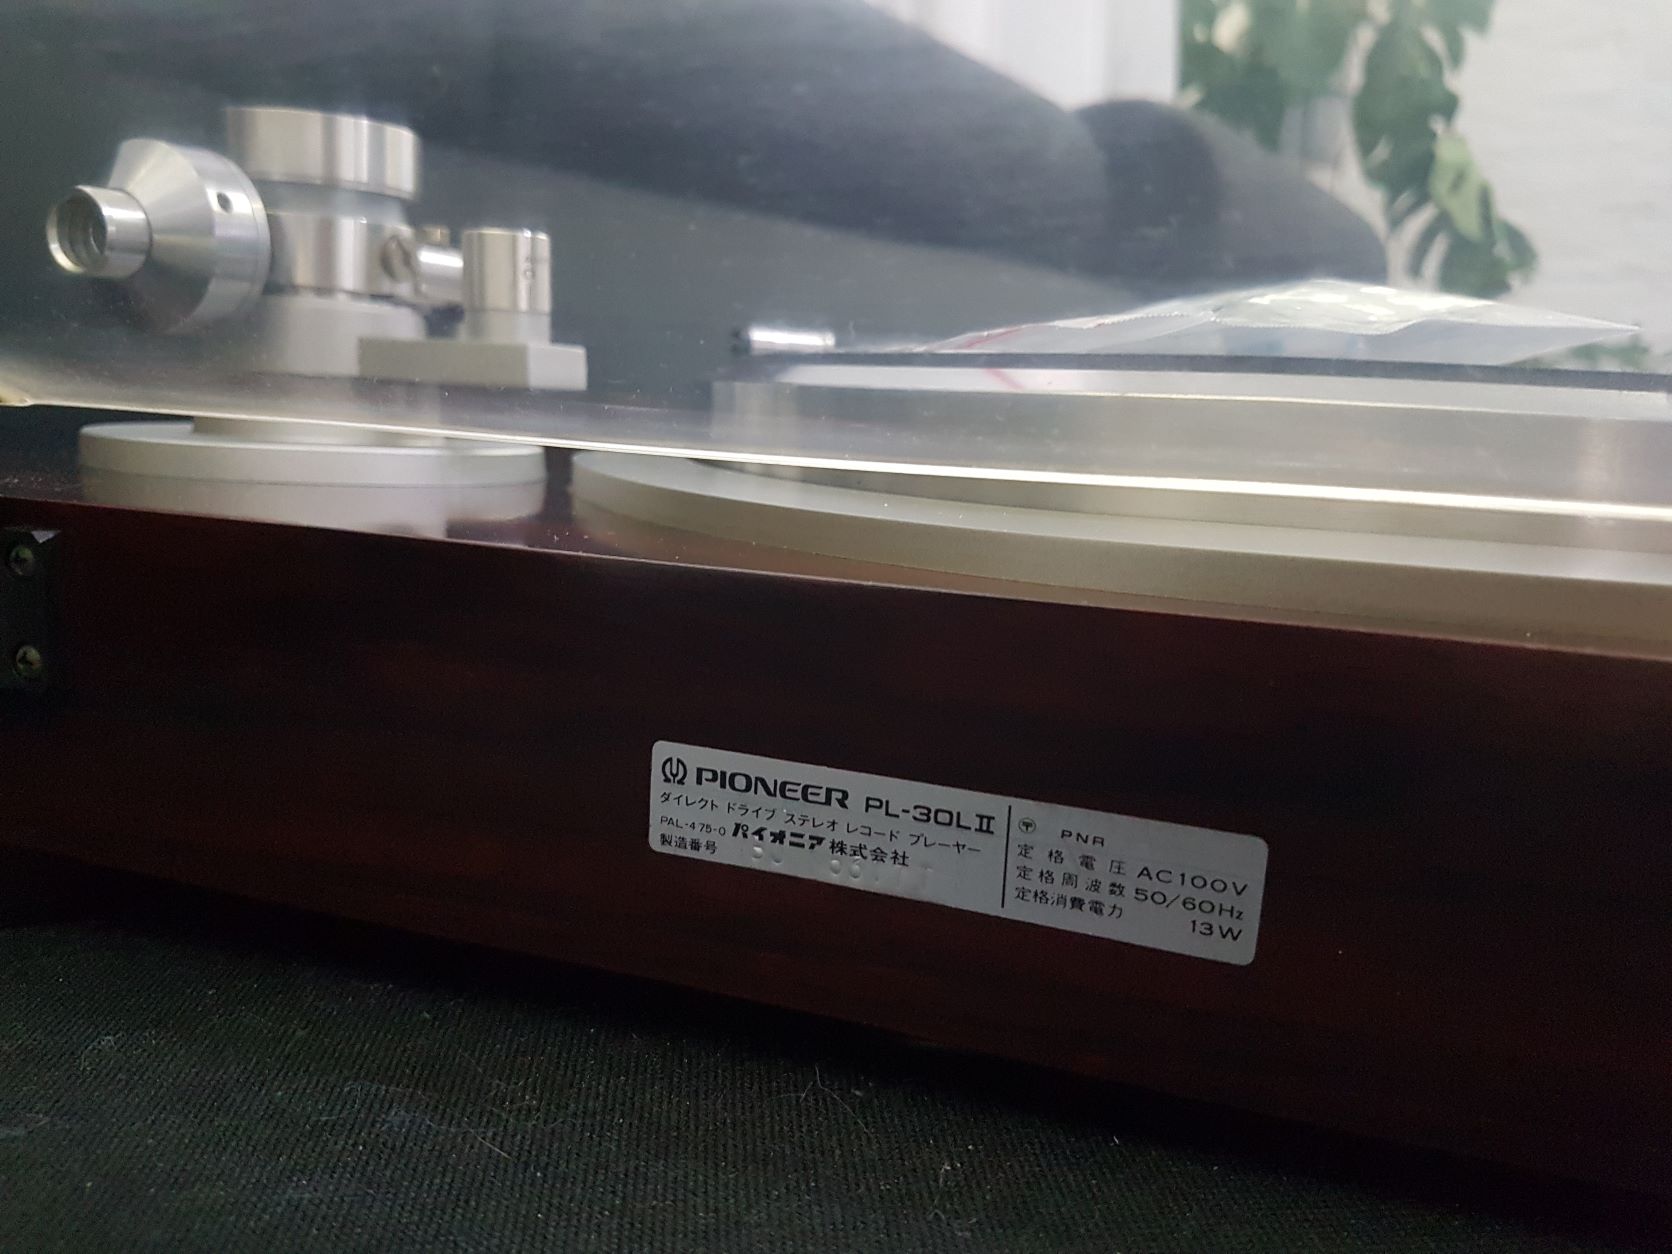 PIONEER PL-30LII
ダイレクト ドライブ ステレオ レコード プレーヤー
PAL-475-0 パイオニア株式会社
製造番号
〒 PNR
定格電圧 AC100V
定格周波数 50/60Hz
定格消費電力 13W